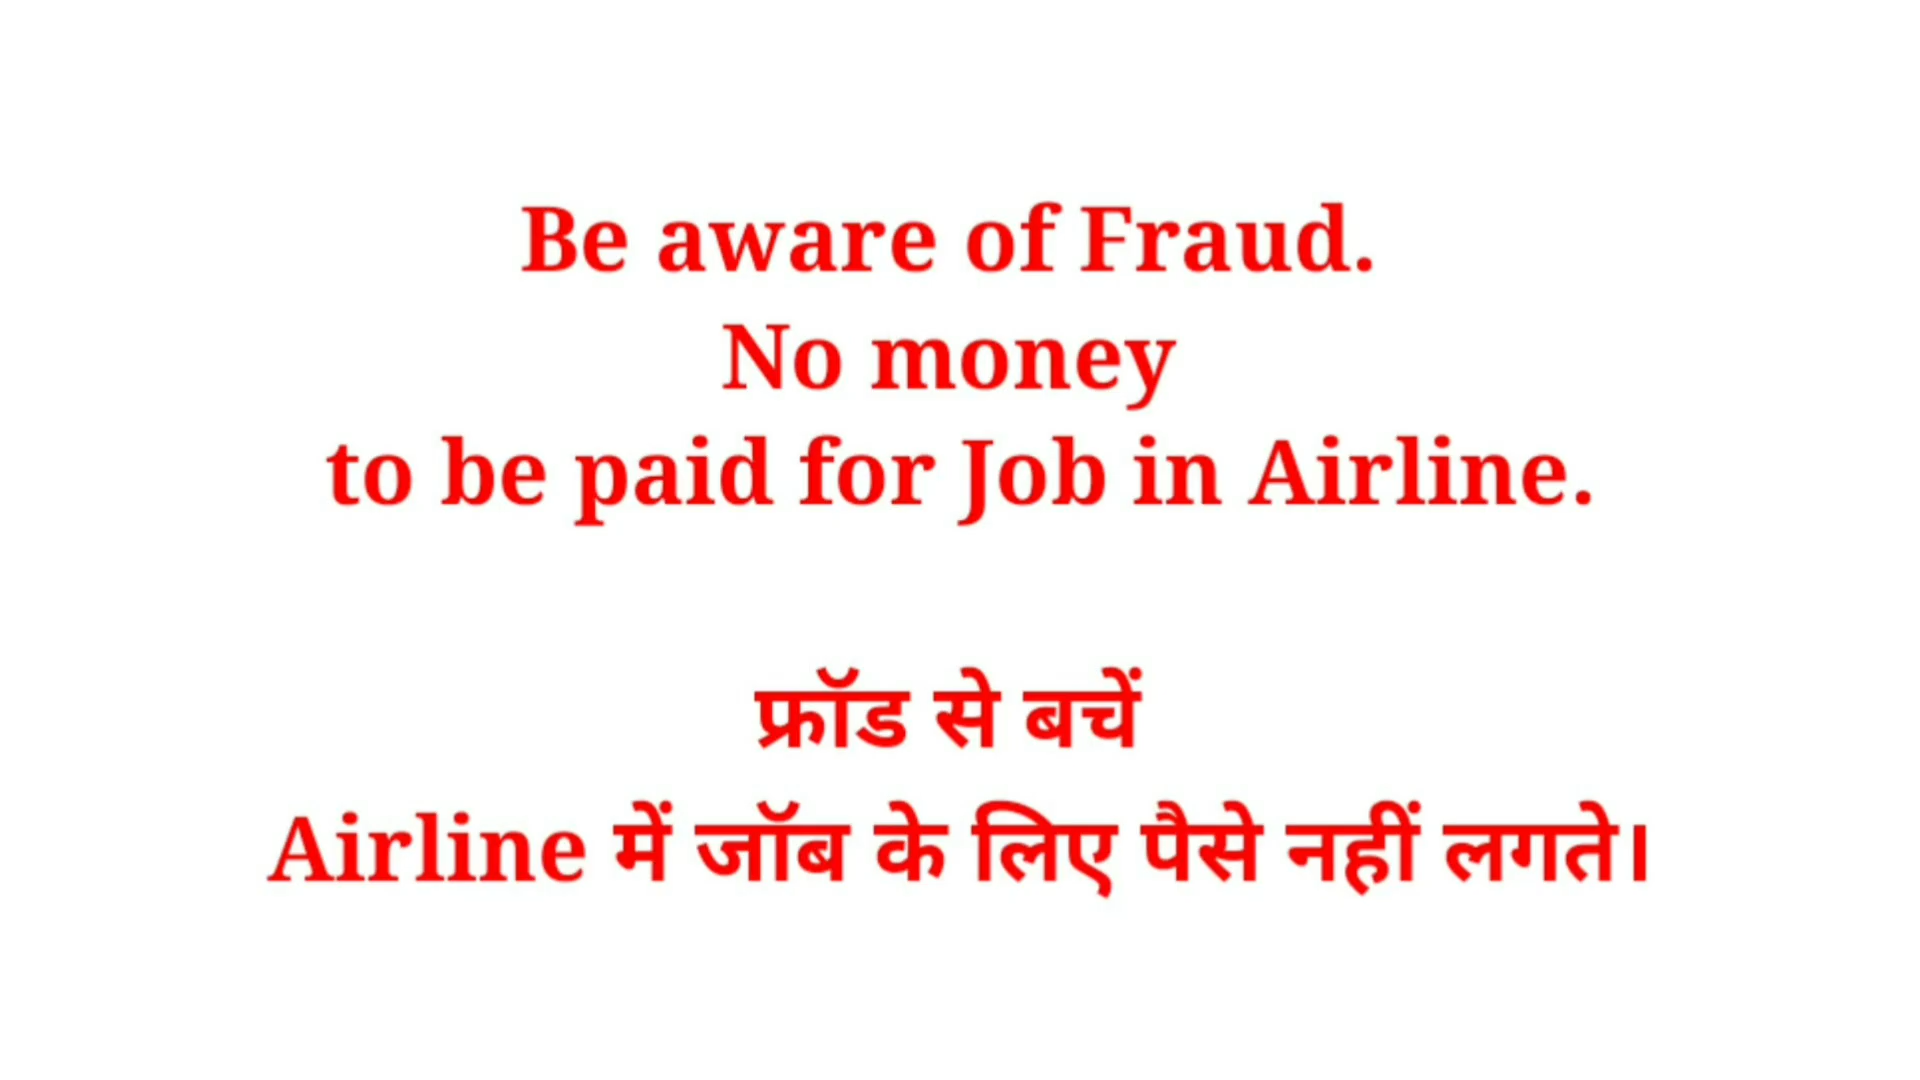 Be aware of Fraud.
No money
to be paid for Job in Airline.
फ्रॉड से बचें
Airline में जॉब के लिए पैसे नहीं लगते।